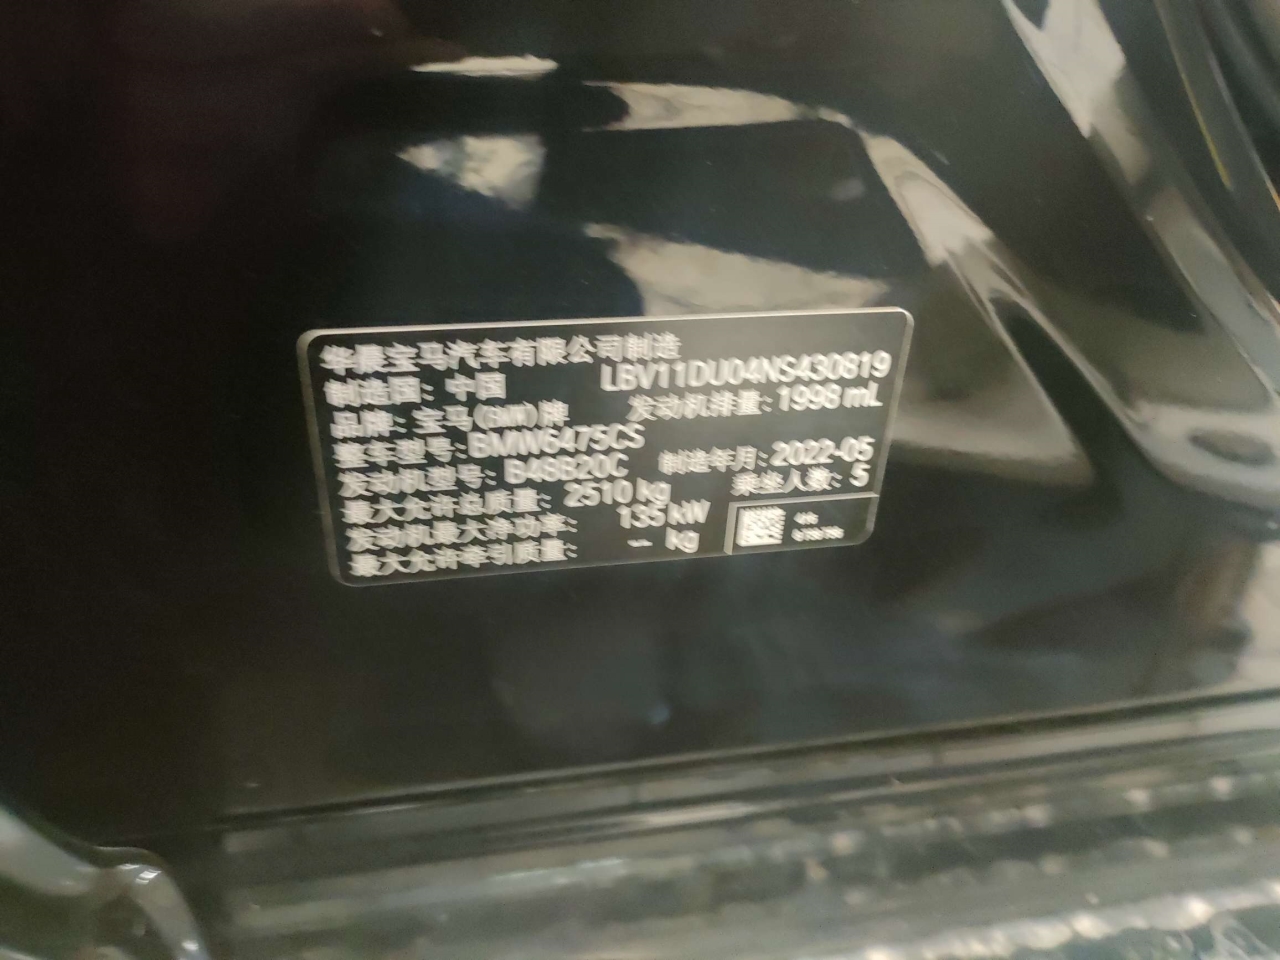 华晨宝马汽车有限公司制造
制造国：中国 LBV11DU04NS430819
品牌：宝马(BMW)牌 发动机排量：1998 mL
整车型号：BMW6475CS
发动机型号：B48B20C 制造年月：2022-05
最大允许总质量：2510 kg 乘坐人数：5
发动机最大净功率：135 kW
最大允许牵引质量：-- kg